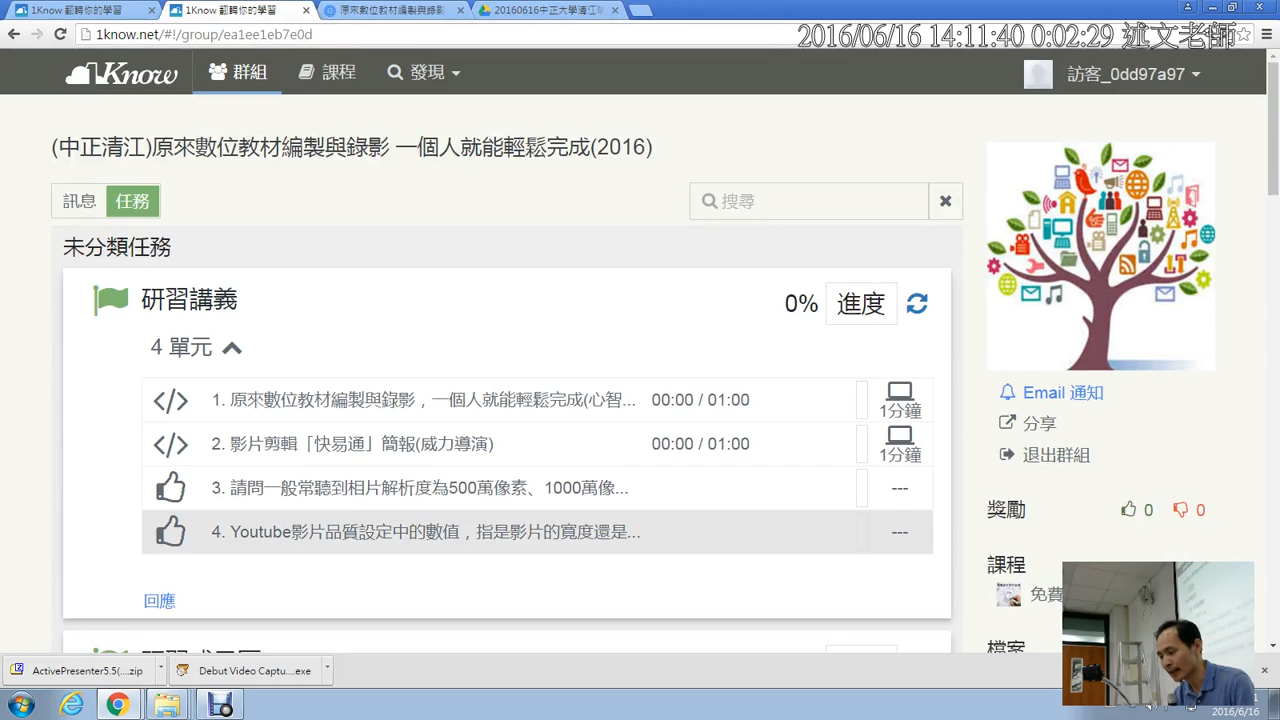 1Know 翻轉你的學習
1Know 翻轉你的學習
原來數位教材編製與錄影
20160616中正大學清江
1know.net/#!/group/ea1ee1eb7e0d
2016/06/16 14:11:40 0:02:29 述文老師
1Know
群組
課程
發現
訪客_0dd97a97
(中正清江)原來數位教材編製與錄影 一個人就能輕鬆完成(2016)
訊息
任務
搜尋
未分類任務
研習講義
0%
進度
4 單元
1. 原來數位教材編製與錄影，一個人就能輕鬆完成(心智...
00:00 / 01:00
1分鐘
2. 影片剪輯「快易通」簡報(威力導演)
00:00 / 01:00
1分鐘
3. 請問一般常聽到相片解析度為500萬像素、1000萬像...
---
4. Youtube影片品質設定中的數值，指是影片的寬度還是...
---
回應
Email 通知
分享
退出群組
獎勵
0
0
課程
免費
檔案
ActivePresenter5.5(....zip
Debut Video Captu....exe
2016/6/16